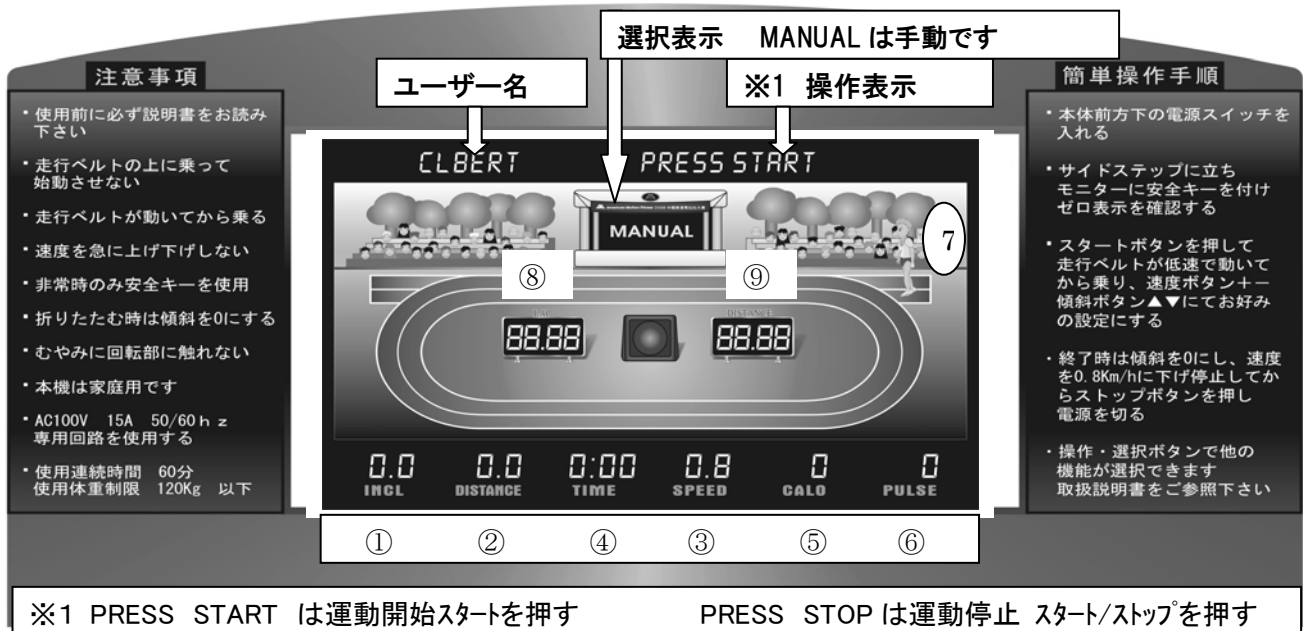 選択表示 MANUAL は手動です
ユーザー名
※1 操作表示
注意事項
・使用前に必ず説明書をお読み
下さい
・走行ベルトの上に乗って
始動させない
・走行ベルトが動いてから乗る
・速度を急に上げ下げしない
・非常時のみ安全キーを使用
・折りたたむ時は傾斜を0にする
・むやみに回転部に触れない
・本機は家庭用です
・AC100V 15A 50/60hz
専用回路を使用する
・使用連続時間 60分
使用体重制限 120Kg 以下
CLBERT PRESS START
MANUAL
7
⑧ ⑨
LAP DISTANCE
88.88 88.88
0.0 0.0 0:00 0.8 0 0
INCL DISTANCE TIME SPEED CALO PULSE
① ② ④ ③ ⑤ ⑥
簡単操作手順
・本体前方下の電源スイッチを
入れる
・サイドステップに立ち
モニターに安全キーを付け
ゼロ表示を確認する
・スタートボタンを押して
走行ベルトが低速で動いて
から乗り、速度ボタン＋－
傾斜ボタン▲▼にてお好み
の設定にする
・終了時は傾斜を0にし、速度
を0.8Km/hに下げ停止してか
らストップボタンを押し
電源を切る
・操作・選択ボタンで他の
機能が選択できます
取扱説明書をご参照下さい
※1 PRESS START は運動開始ｽﾀｰﾄを押す PRESS STOP は運動停止 ｽﾀｰﾄ/ｽﾄｯﾌﾟを押す